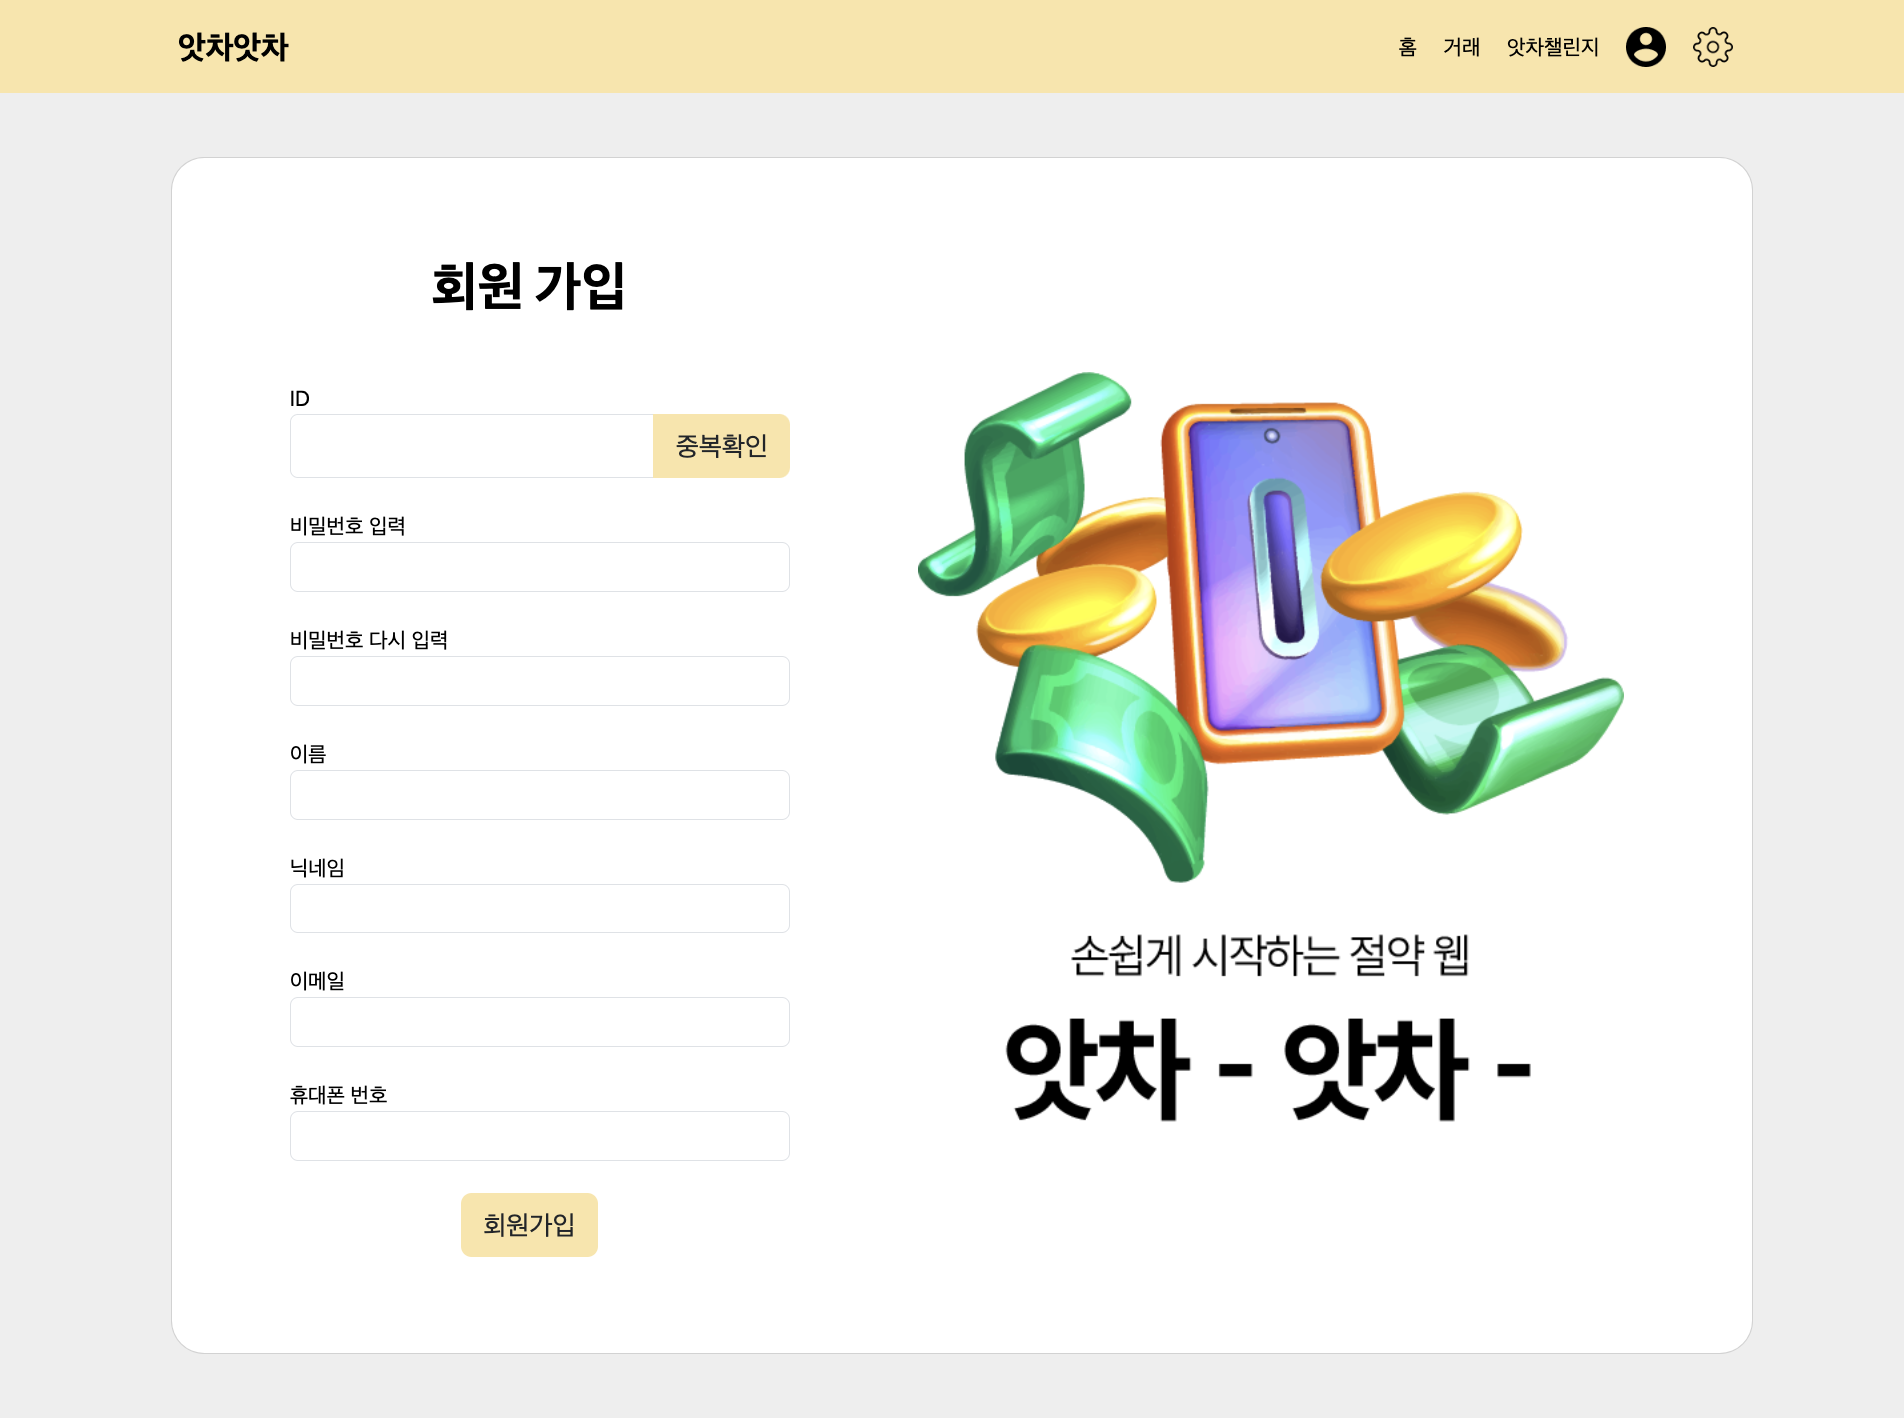 앗차앗차
홈 거래 앗차챌린지
회원 가입
ID
중복확인
비밀번호 입력
비밀번호 다시 입력
이름
닉네임
이메일
휴대폰 번호
회원가입
손쉽게 시작하는 절약 웹
앗차 - 앗차 -